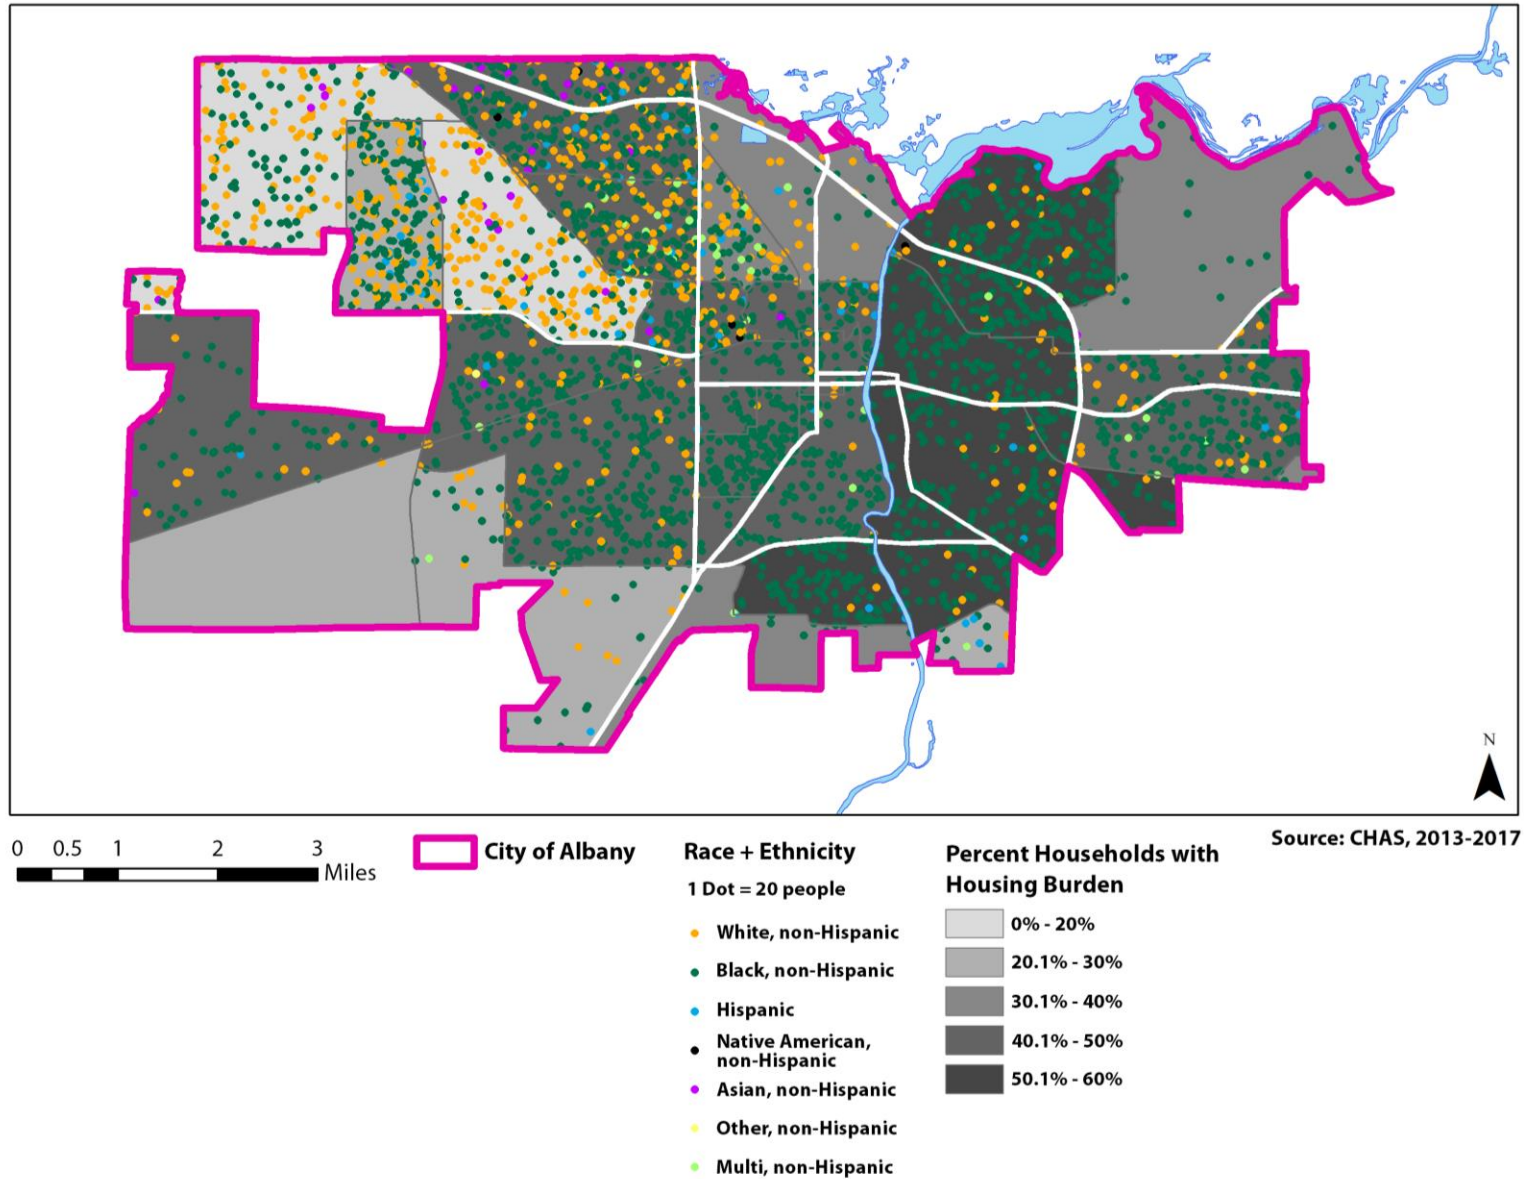 N
Source: CHAS, 2013-2017
0 0.5 1 2 3
Miles
City of Albany
Race + Ethnicity
1 Dot = 20 people
White, non-Hispanic
Black, non-Hispanic
Hispanic
Native American,
non-Hispanic
Asian, non-Hispanic
Other, non-Hispanic
Multi, non-Hispanic
Percent Households with
Housing Burden
0% - 20%
20.1% - 30%
30.1% - 40%
40.1% - 50%
50.1% - 60%